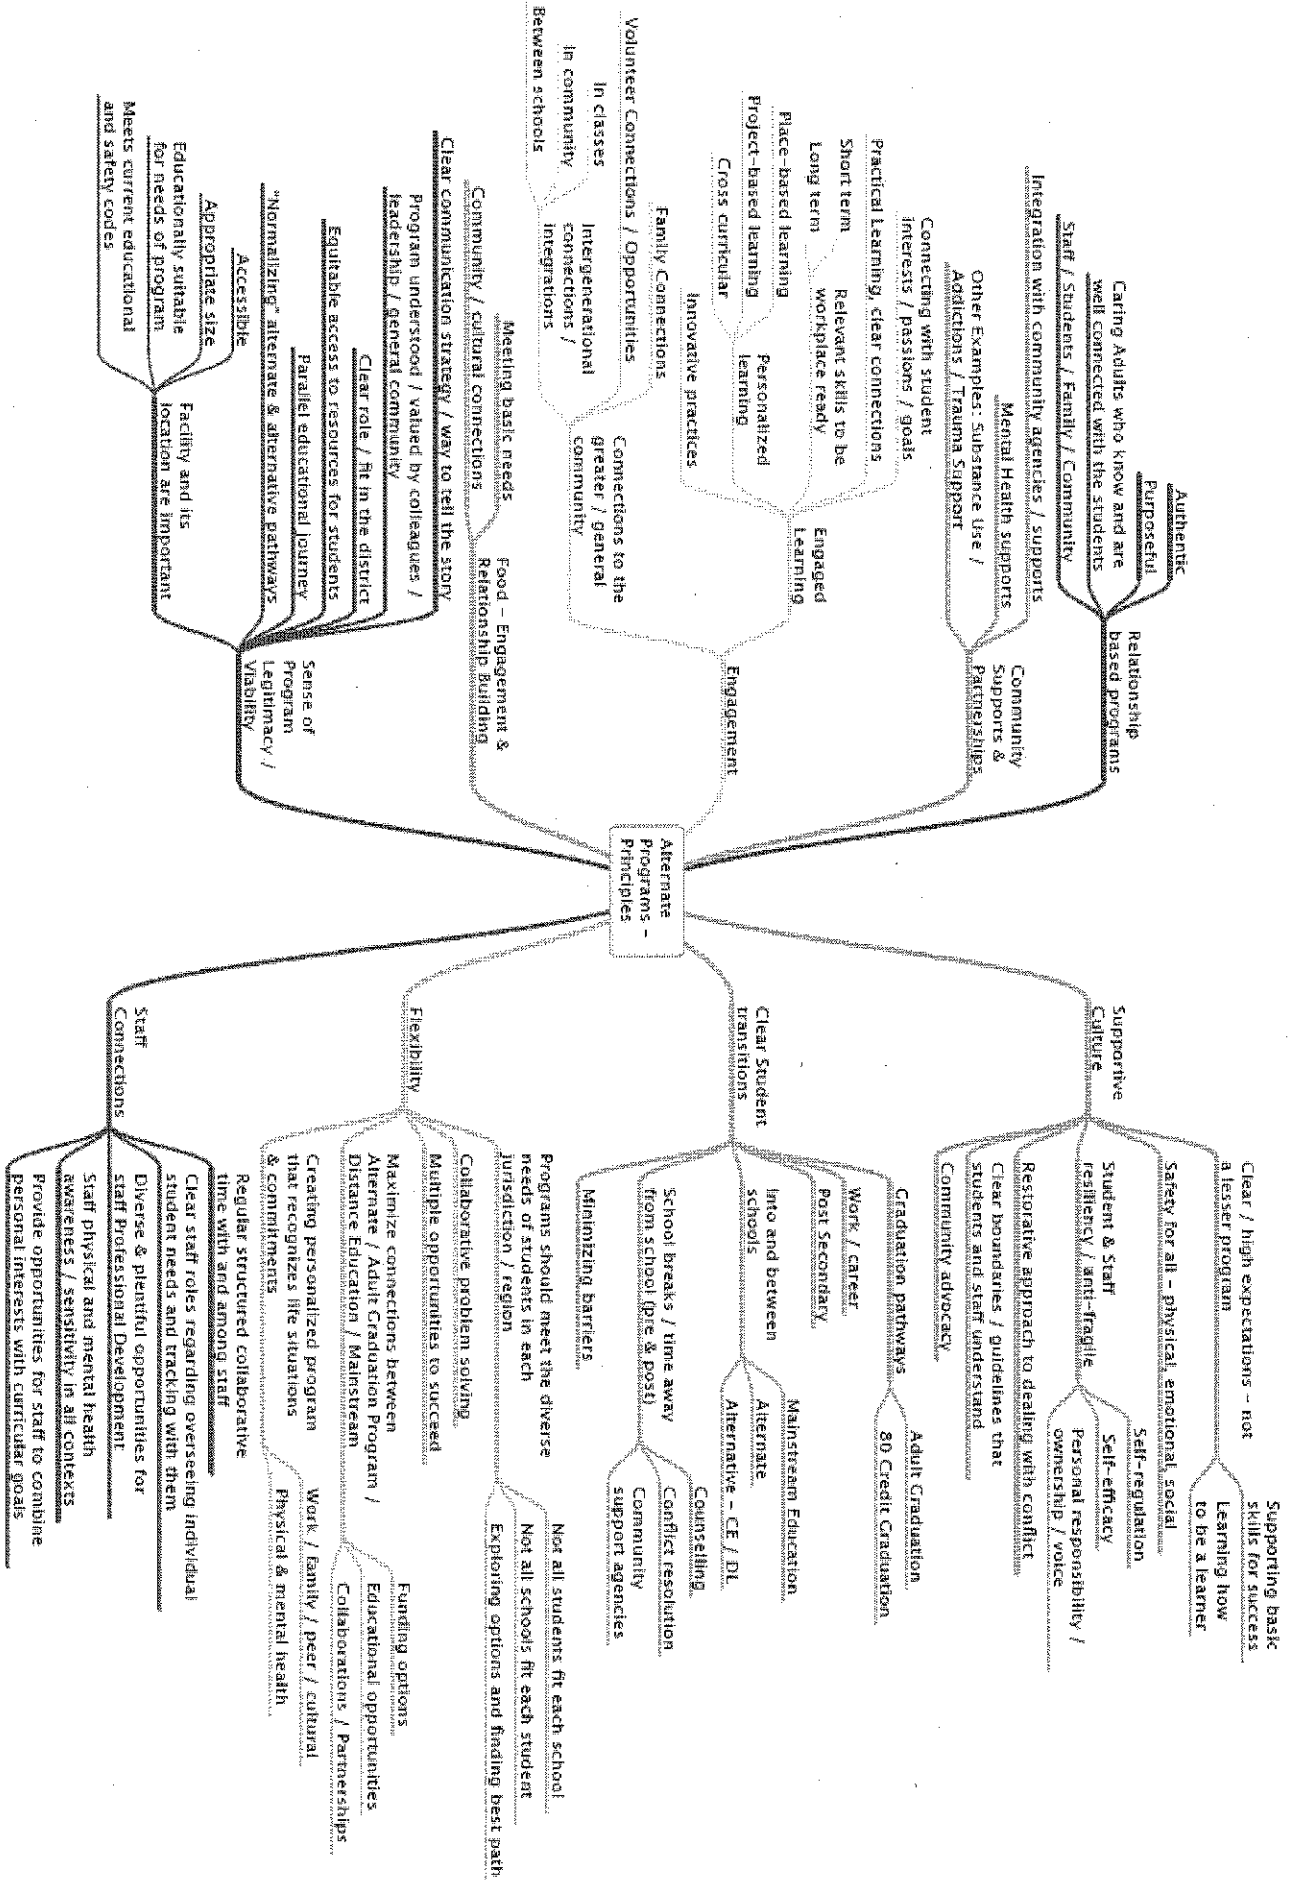 Alternate
Programs –
Principles
Relationship
based programs
Authentic
Purposeful
Caring Adults who know and are
well connected with the students
Staff / Students / Family / Community
Community
Supports &
Partnerships
Integration with community agencies / supports
Mental Health supports
Other Examples: Substance Use /
Addictions / Trauma Support
Engagement
Engaged
Learning
Connecting with student
interests / passions / goals
Practical Learning, clear connections
Relevant skills to be
workplace ready
Short term
Long term
Personalized
learning
Place-based learning
Project-based learning
Cross curricular
Innovative practices
Connections to the
greater / general
community
Family Connections
Volunteer Connections / Opportunities
Intergenerational
connections /
integrations
In classes
In community
Between schools
Food – Engagement &
Relationship Building
Meeting basic needs
Community / cultural connections
Sense of
Program
Legitimacy /
Viability
Clear communication strategy / way to tell the story
Program understood / valued by colleagues /
leadership / general community
Clear role / fit in the district
Equitable access to resources for students
Parallel educational journey
"Normalizing" alternate & alternative pathways
Facility and its
location are important
Accessible
Appropriate size
Educationally suitable
for needs of program
Meets current educational
and safety codes
Supportive
Culture
Clear / high expectations – not
a lesser program
Supporting basic
skills for success
Learning how
to be a learner
Safety for all – physical, emotional, social
Student & Staff
resiliency / anti-fragile
Self-regulation
Self-efficacy
Personal responsibility /
ownership / voice
Restorative approach to dealing with conflict
Clear boundaries / guidelines that
students and staff understand
Community advocacy
Clear Student
transitions
Graduation pathways
Adult Graduation
80 Credit Graduation
Work / career
Post Secondary
Into and between
schools
Mainstream Education
Alternate
Alternative – CE / DL
School breaks / time away
from school (pre & post)
Counselling
Conflict resolution
Community
support agencies
Minimizing barriers
Flexibility
Programs should meet the diverse
needs of students in each
jurisdiction / region
Not all students fit each school
Not all schools fit each student
Exploring options and finding best path
Collaborative problem solving
Multiple opportunities to succeed
Maximize connections between
Alternate / Adult Graduation Program /
Distance Education / Mainstream
Funding options
Educational opportunities
Collaborations / Partnerships
Creating personalized program
that recognizes life situations
& commitments
Work / family / peer / cultural
Physical & mental health
Staff
Connections
Regular structured collaborative
time with and among staff
Clear staff roles regarding overseeing individual
student needs and tracking with them
Diverse & plentiful opportunities for
staff Professional Development
Staff physical and mental health
awareness / sensitivity in all contexts
Provide opportunities for staff to combine
personal interests with curricular goals